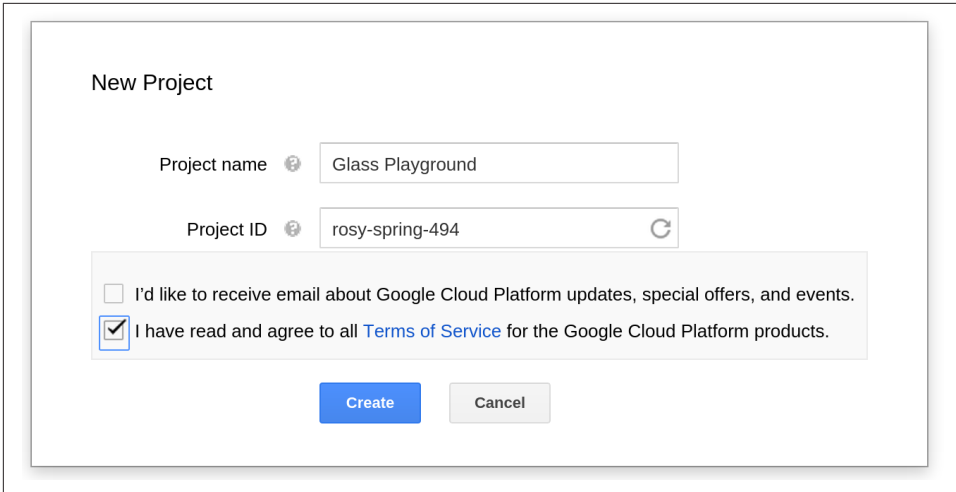 New Project
Project name ? Glass Playground
Project ID ? rosy-spring-494
I'd like to receive email about Google Cloud Platform updates, special offers, and events.
I have read and agree to all Terms of Service for the Google Cloud Platform products.
Create Cancel